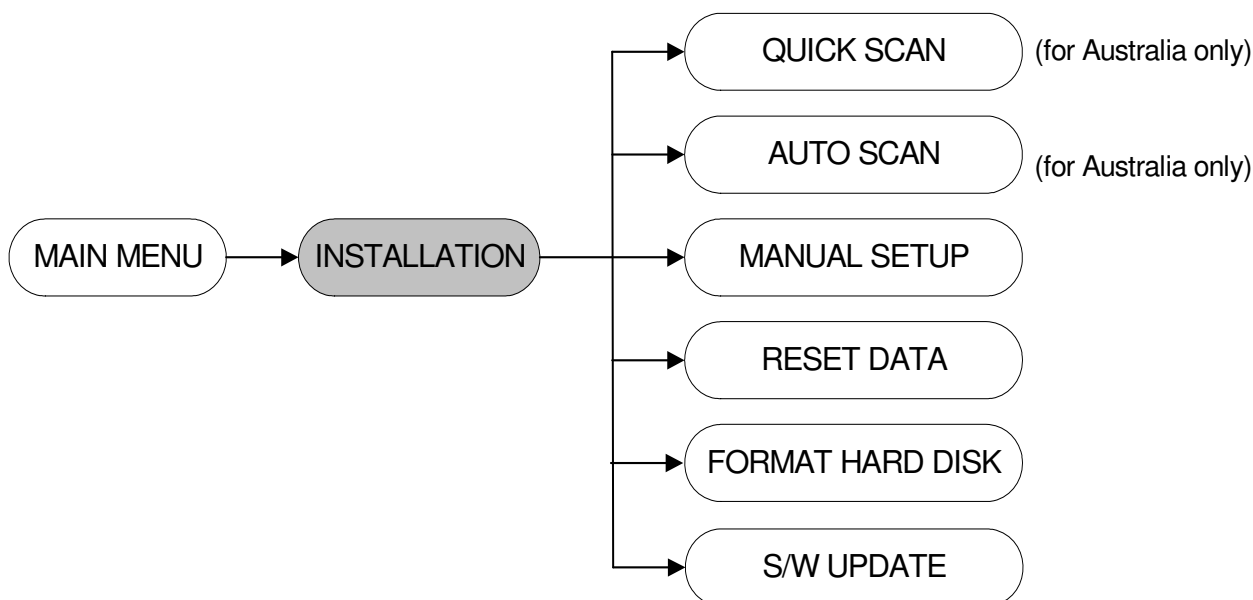 QUICK SCAN (for Australia only)
AUTO SCAN (for Australia only)
MAIN MENU
INSTALLATION
MANUAL SETUP
RESET DATA
FORMAT HARD DISK
S/W UPDATE